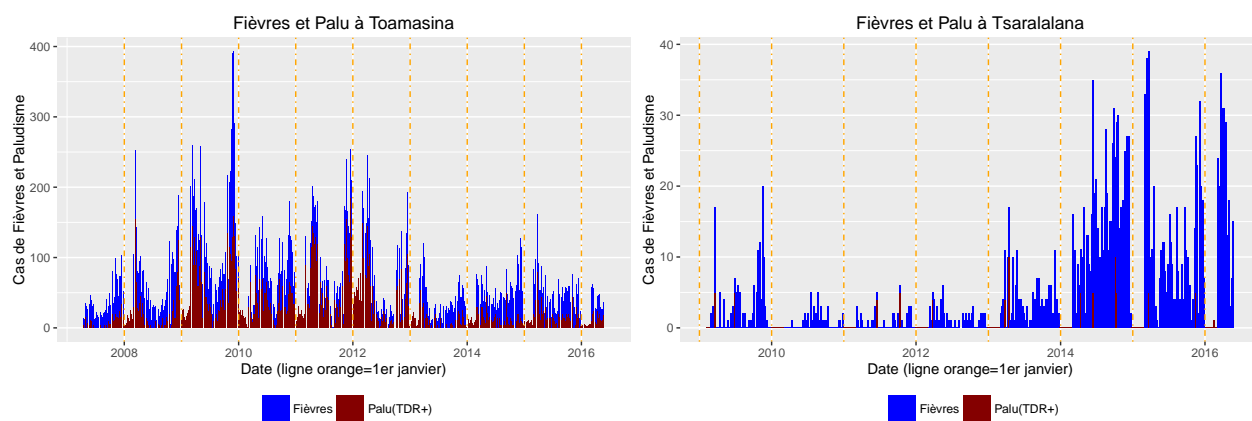 Fièvres et Palu à Toamasina
Cas de Fièvres et Paludisme
400
300
200
100
0
2008
2010
2012
2014
2016
Date (ligne orange=1er janvier)
Fièvres
Palu(TDR+)
Fièvres et Palu à Tsaralalana
Cas de Fièvres et Paludisme
40
30
20
10
0
2010
2012
2014
2015
2016
Date (ligne orange=1er janvier)
Fièvres
Palu(TDR+)